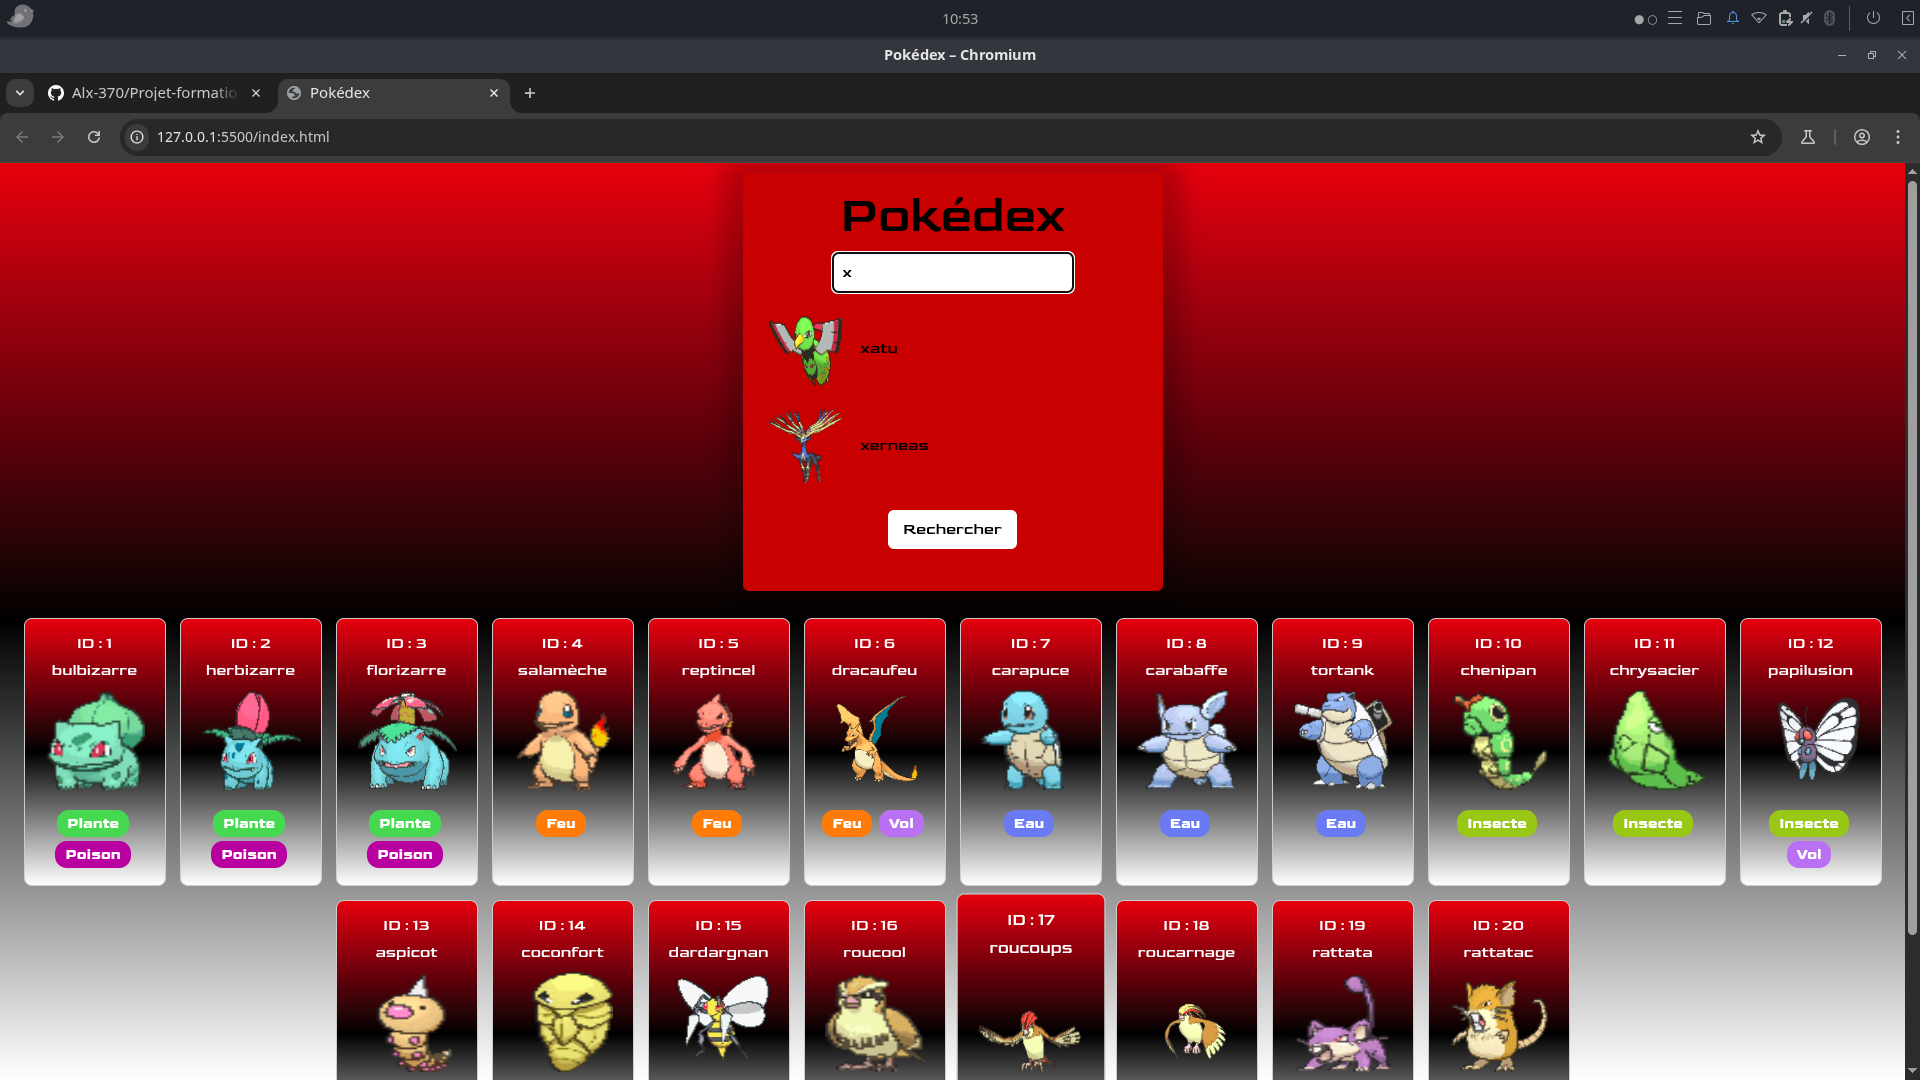 10:53
Pokédex – Chromium
Alx-370/Projet-formatio
Pokédex
127.0.0.1:5500/index.html
Pokédex
x
xatu
xerneas
Rechercher
ID : 1
bulbizarre
Plante
Poison
ID : 2
herbizarre
Plante
Poison
ID : 3
florizarre
Plante
Poison
ID : 4
salamèche
Feu
ID : 5
reptincel
Feu
ID : 6
dracaufeu
Feu Vol
ID : 7
carapuce
Eau
ID : 8
carabaffe
Eau
ID : 9
tortank
Eau
ID : 10
chenipan
Insecte
ID : 11
chrysacier
Insecte
ID : 12
papilusion
Insecte
Vol
ID : 13
aspicot
ID : 14
coconfort
ID : 15
dardargnan
ID : 16
roucool
ID : 17
roucoups
ID : 18
roucarnage
ID : 19
rattata
ID : 20
rattatac